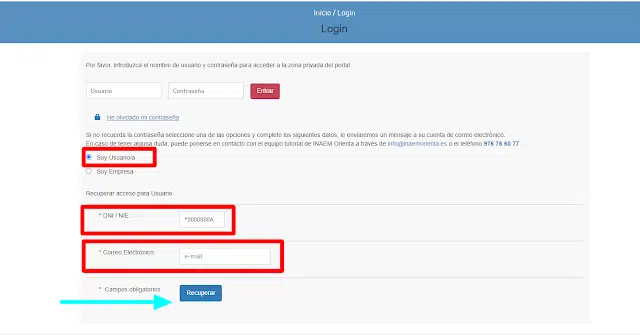 Inicio / Login
Login
Por favor, introduzca el nombre de usuario y contraseña para acceder a la zona privada del portal.
Usuario
Contraseña
Entrar
He olvidado mi contraseña
Si no recuerda la contraseña seleccione una de las opciones y complete los siguientes datos, le enviaremos un mensaje a su cuenta de correo electrónico.
En caso de tener alguna duda, puede ponerse en contacto con el equipo tutorial de INAEM Orienta a través de info@inaemorienta.es o el teléfono 976 76 60 77
Soy Usuario/a
Soy Empresa
Recuperar acceso para Usuario
* DNI / NIE:
*0000000A
* Correo Electrónico:
e-mail
* Campos obligatorios
Recuperar